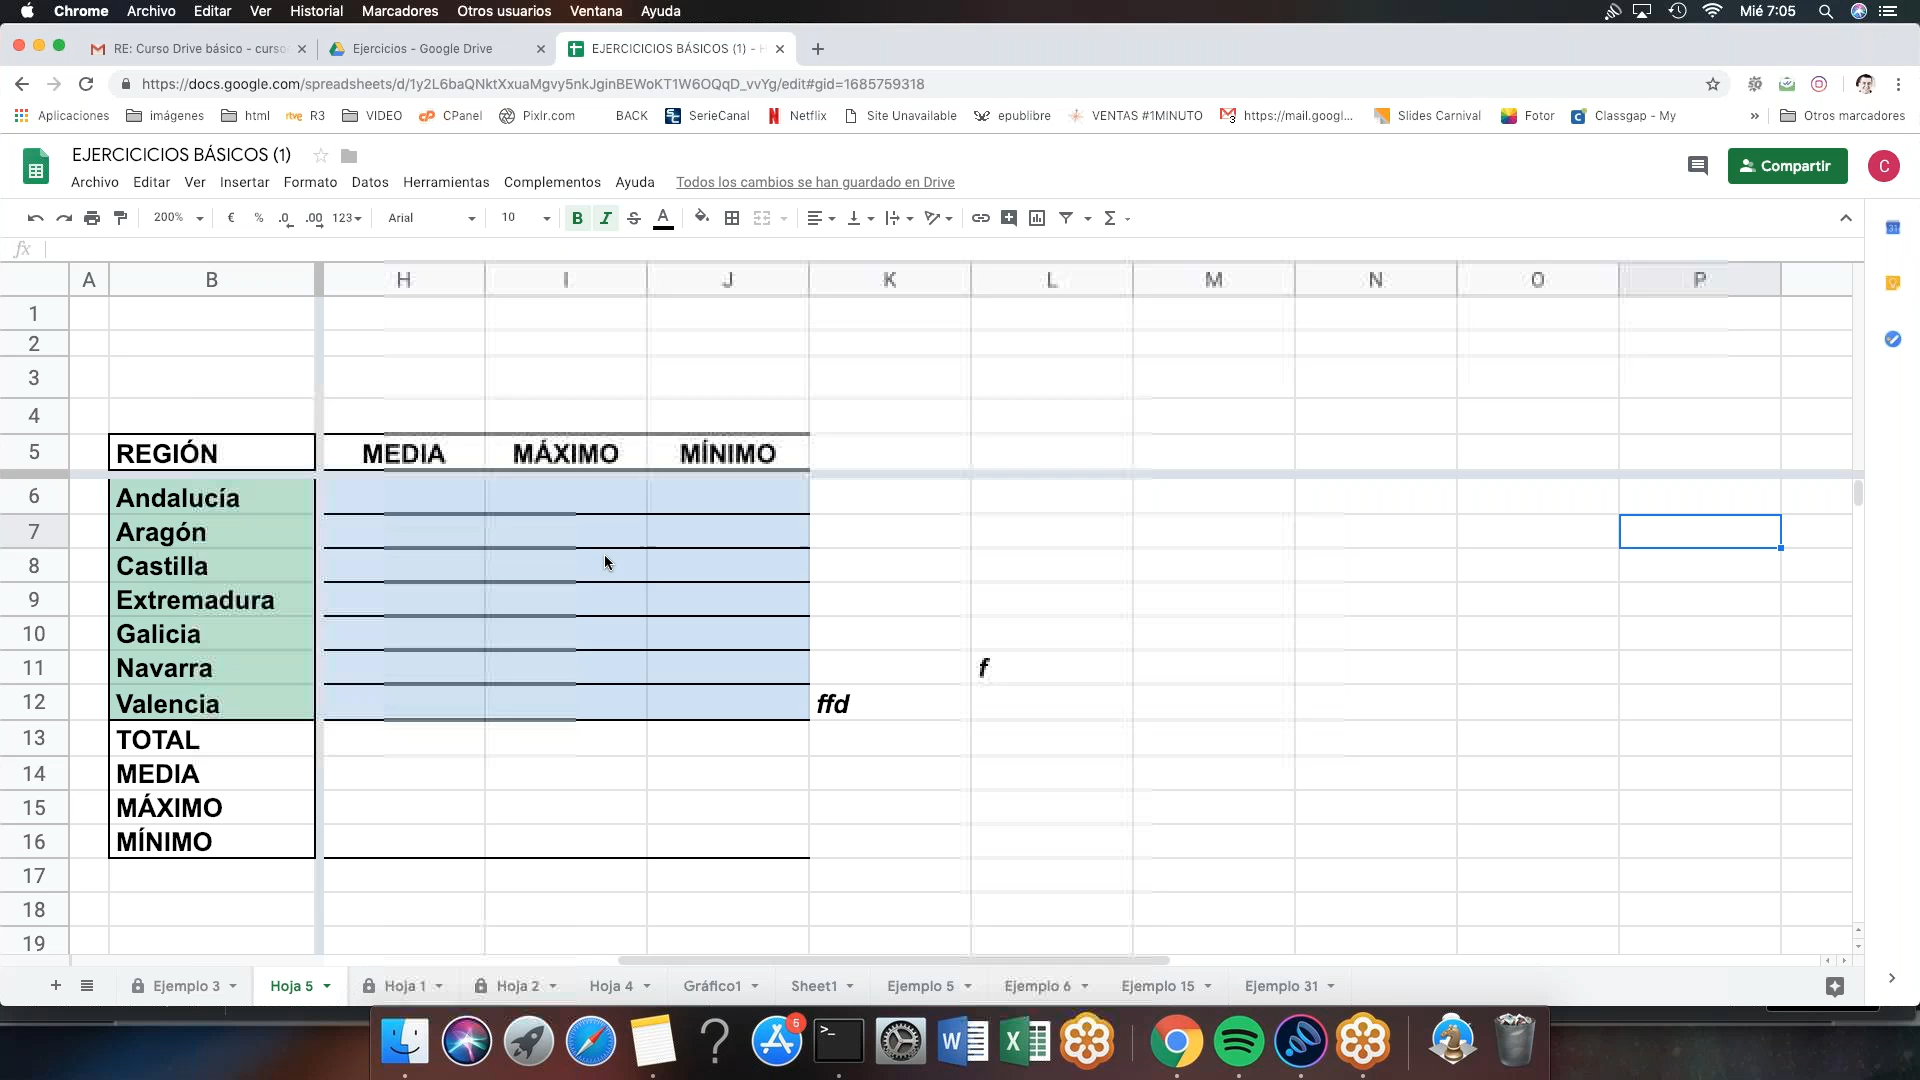 Chrome Archivo Editar Ver Historial Marcadores Otros usuarios Ventana Ayuda Mié 7:05
RE: Curso Drive básico - curso Ejercicios - Google Drive EJERCICICIOS BÁSICOS (1) - H
https://docs.google.com/spreadsheets/d/1y2L6baQNktXxuaMgvy5nkJginBEWoKT1W6OQqD_vvYg/edit#gid=1685759318
Aplicaciones imágenes html rtve R3 VIDEO CPanel Pixlr.com BACK SerieCanal Netflix Site Unavailable epublibre VENTAS #1MINUTO https://mail.googl... Slides Carnival Fotor Classgap - My » Otros marcadores
EJERCICICIOS BÁSICOS (1)
Archivo Editar Ver Insertar Formato Datos Herramientas Complementos Ayuda Todos los cambios se han guardado en Drive
Compartir C
200% € % .0 .00 123 Arial 10 B I S A Σ
fx
A B H I J K L M N O P
1
2
3
4
5 REGIÓN MEDIA MÁXIMO MÍNIMO
6 Andalucía
7 Aragón
8 Castilla
9 Extremadura
10 Galicia
11 Navarra f
12 Valencia ffd
13 TOTAL
14 MEDIA
15 MÁXIMO
16 MÍNIMO
17
18
19
+ Ejemplo 3 Hoja 5 Hoja 1 Hoja 2 Hoja 4 Gráfico1 Sheet1 Ejemplo 5 Ejemplo 6 Ejemplo 15 Ejemplo 31
? 5 >_ W X